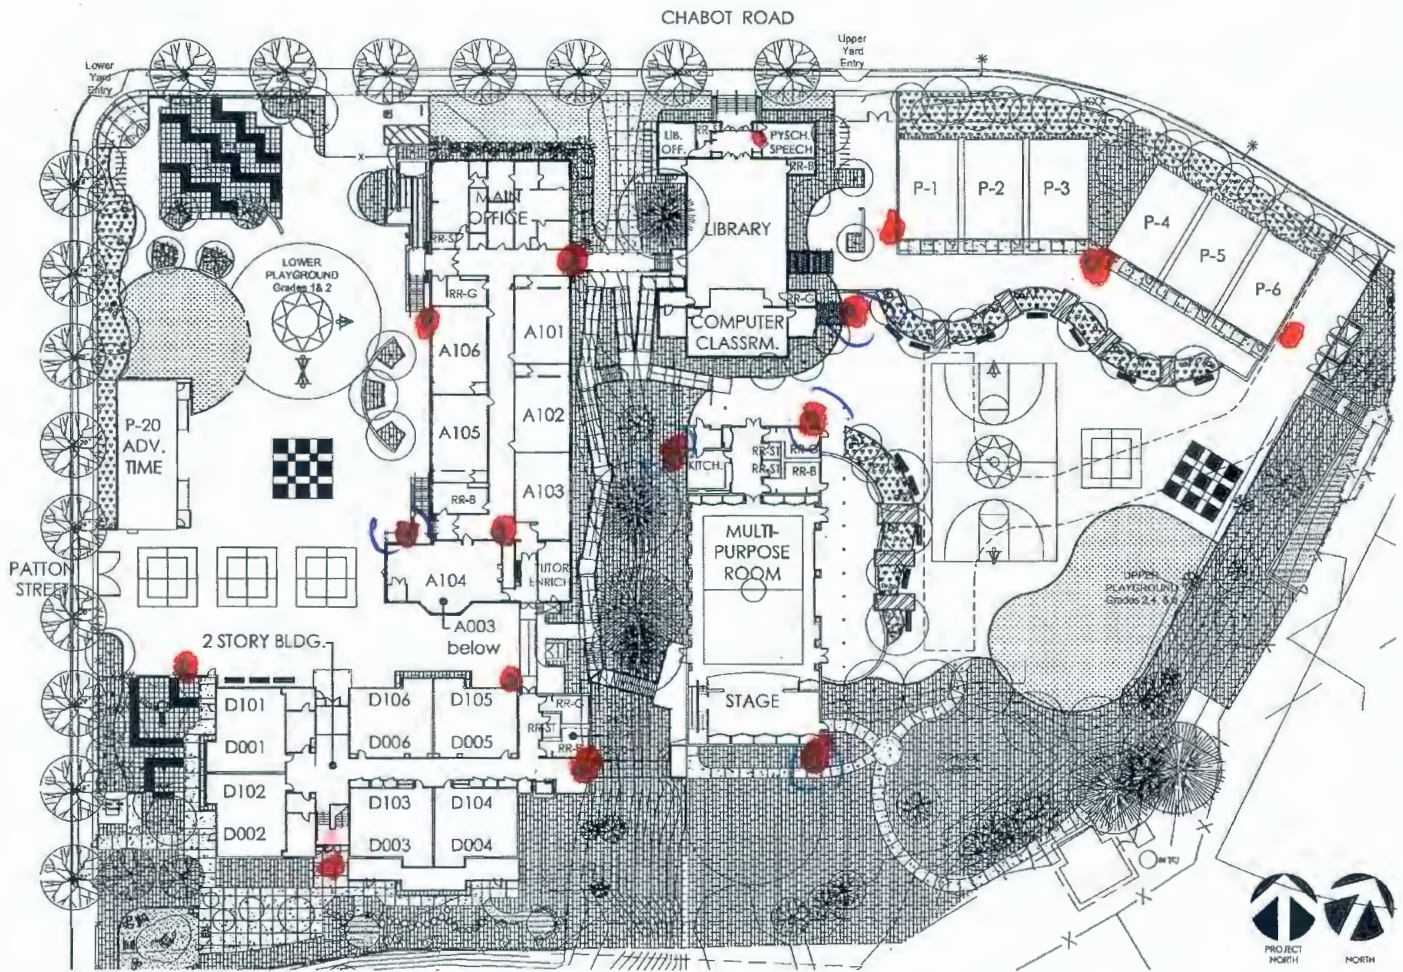 CHABOT ROAD
Upper
Yard
Entry
Lower
Yard
Entry
LIB.
OFF.
PYSCH.
SPEECH
RR-B
MAIN
OFFICE
LIBRARY
P-1
P-2
P-3
P-4
P-5
P-6
LOWER
PLAYGROUND
Grades 1& 2
RR-ST
RR-G
RR-G
COMPUTER
CLASSRM.
A101
A106
A102
A105
A103
P-20
ADV.
TIME
RR-B
KITCH.
RR-ST
RR-G
RR-ST
RR-B
MULTI-
PURPOSE
ROOM
PATTON
STREET
A104
TUTOR
ENRICH
UPPER
PLAYGROUND
A003
below
2 STORY BLDG.
STAGE
D101
D001
D106
D006
D105
D005
RR-G
RR-ST
D102
D002
D103
D003
D104
D004
PROJECT
NORTH
NORTH